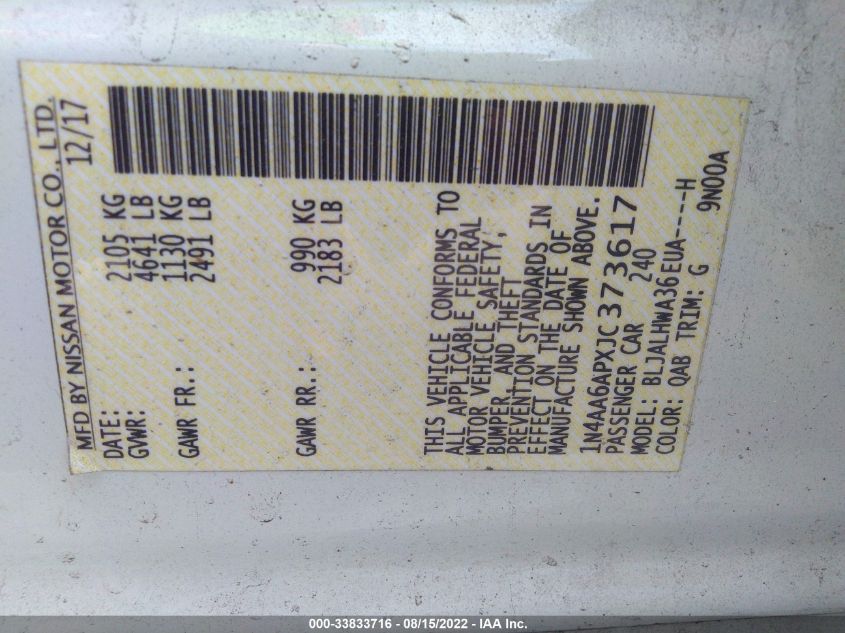 MFD BY NISSAN MOTOR CO., LTD.
DATE: 12/17
GVWR: 2105 KG
4641 LB
GAWR FR.: 1130 KG
2491 LB
GAWR RR.: 990 KG
2183 LB
THIS VEHICLE CONFORMS TO
ALL APPLICABLE FEDERAL
MOTOR VEHICLE SAFETY,
BUMPER, AND THEFT
PREVENTION STANDARDS IN
EFFECT ON THE DATE OF
MANUFACTURE SHOWN ABOVE.
1N4AA6APXJC373617
PASSENGER CAR 240
MODEL: BLJALHWA36EUA----H
COLOR: QAB TRIM: G 9N00A
000-33833716 - 08/15/2022 - IAA Inc.